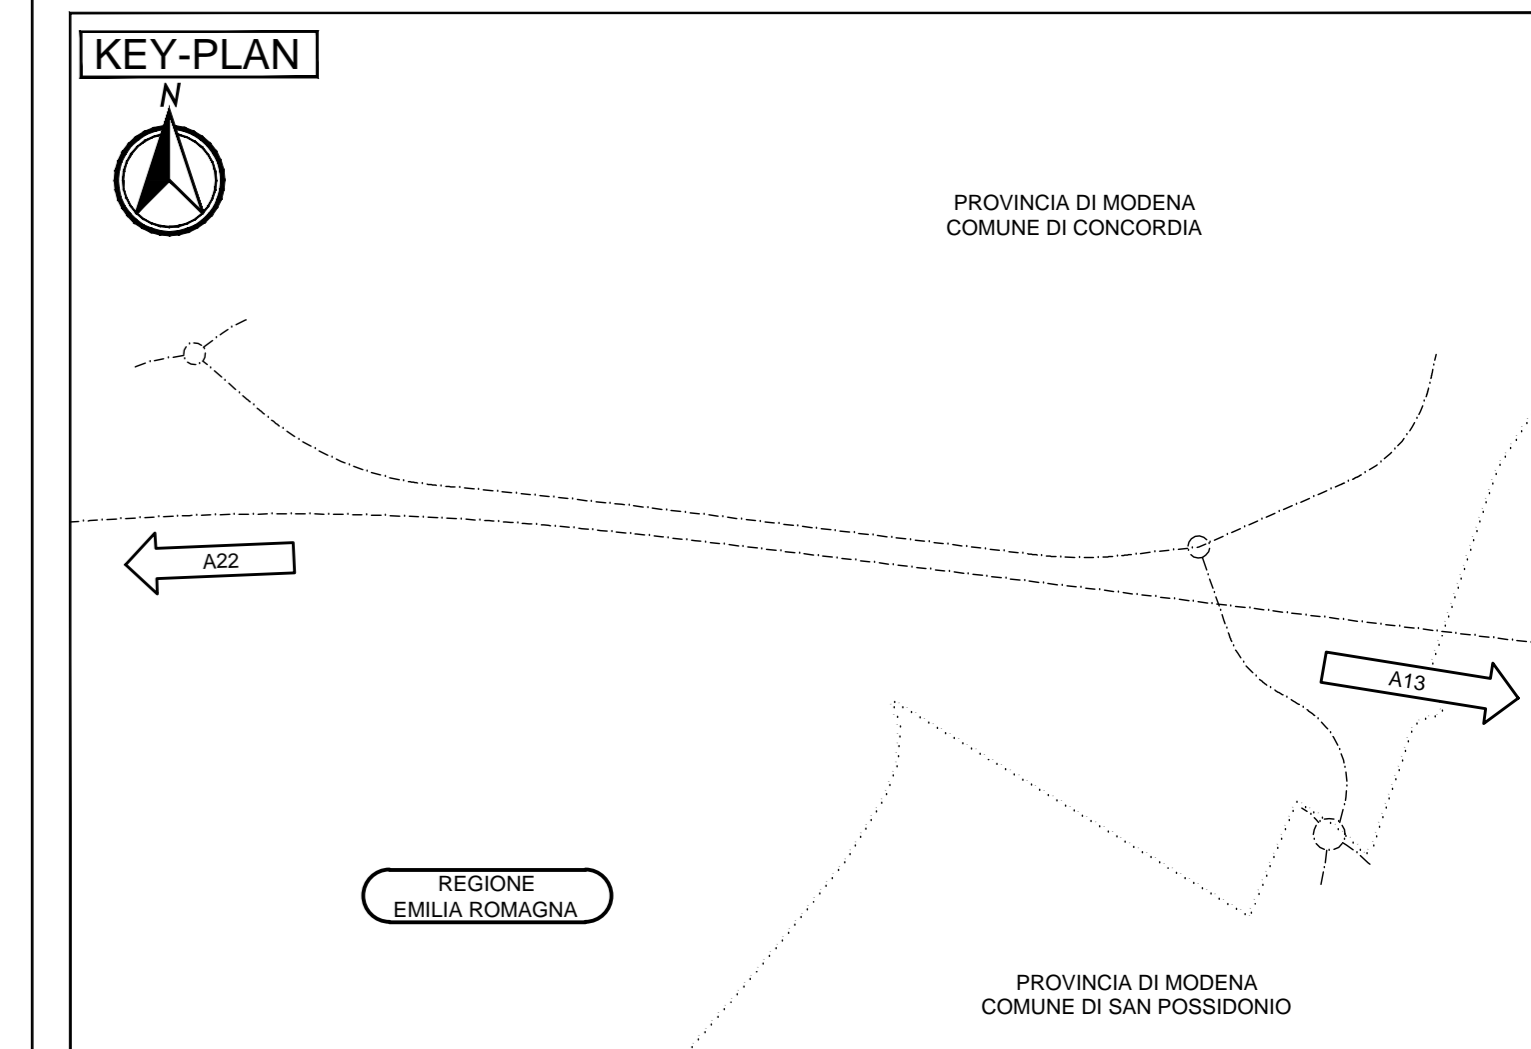 KEY-PLAN
N
PROVINCIA DI MODENA
COMUNE DI CONCORDIA
A22
A13
REGIONE
EMILIA ROMAGNA
PROVINCIA DI MODENA
COMUNE DI SAN POSSIDONIO